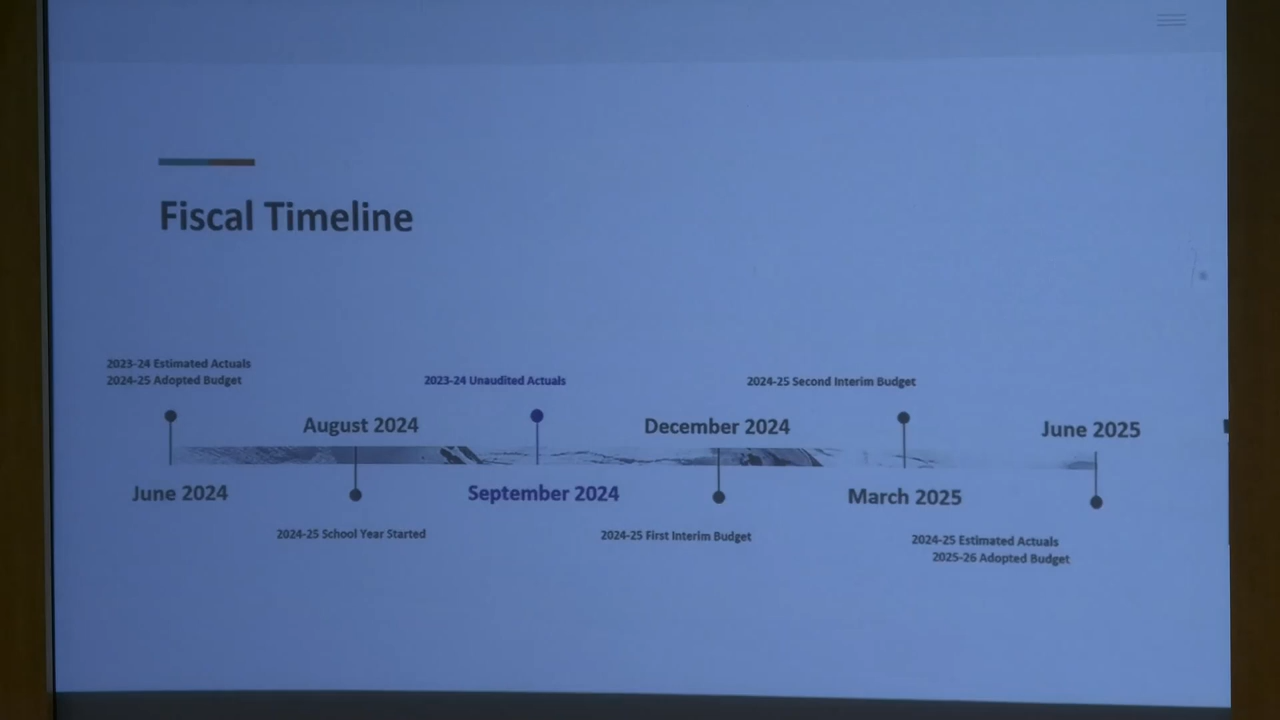 Fiscal Timeline
2023-24 Estimated Actuals
2024-25 Adopted Budget
June 2024
August 2024
2024-25 School Year Started
2023-24 Unaudited Actuals
September 2024
December 2024
2024-25 First Interim Budget
2024-25 Second Interim Budget
March 2025
June 2025
2024-25 Estimated Actuals
2025-26 Adopted Budget